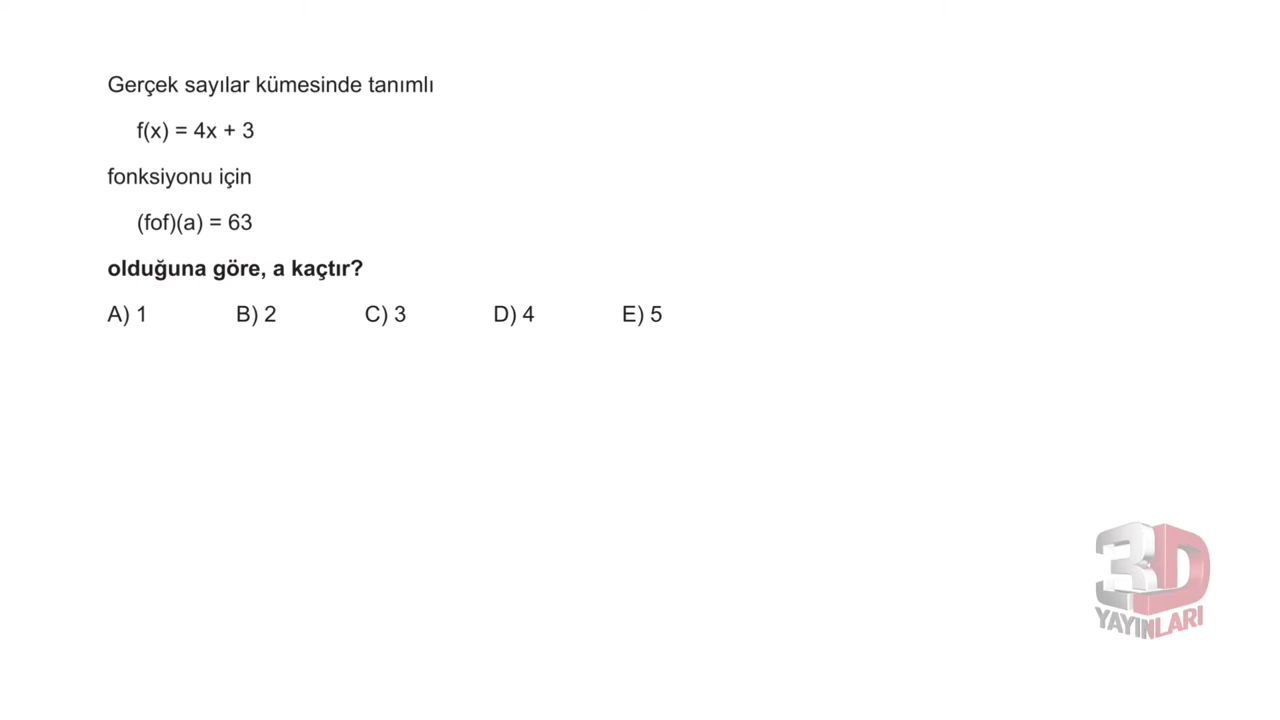 Gerçek sayılar kümesinde tanımlı
f(x) = 4x + 3
fonksiyonu için
(fof)(a) = 63
olduğuna göre, a kaçtır?
A) 1 B) 2 C) 3 D) 4 E) 5
3D
YAYINLARI